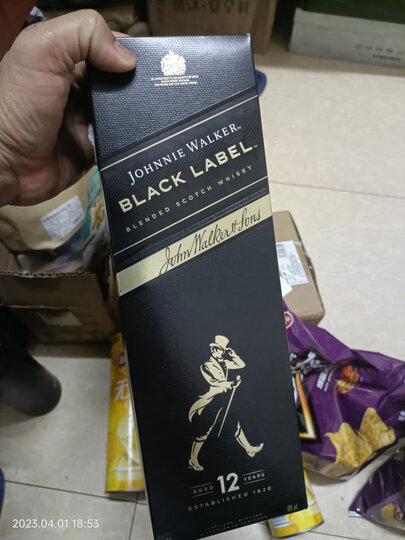 JOHNNIE WALKER
BLACK LABEL
BLENDED SCOTCH WHISKY
John Walker & Sons
AGED 12 YEARS
ESTABLISHED 1820
2023.04.01 18:53